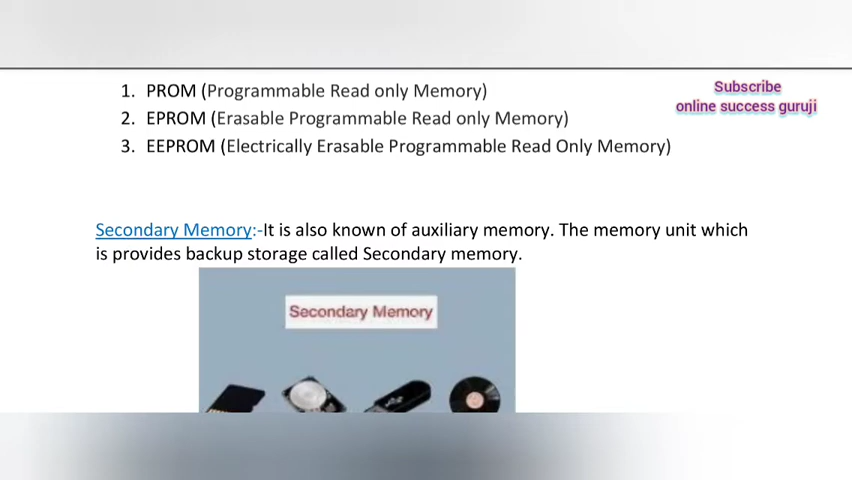 1. PROM (Programmable Read only Memory)
2. EPROM (Erasable Programmable Read only Memory)
3. EEPROM (Electrically Erasable Programmable Read Only Memory)
Subscribe
online success guruji
Secondary Memory:-It is also known of auxiliary memory. The memory unit which
is provides backup storage called Secondary memory.
Secondary Memory